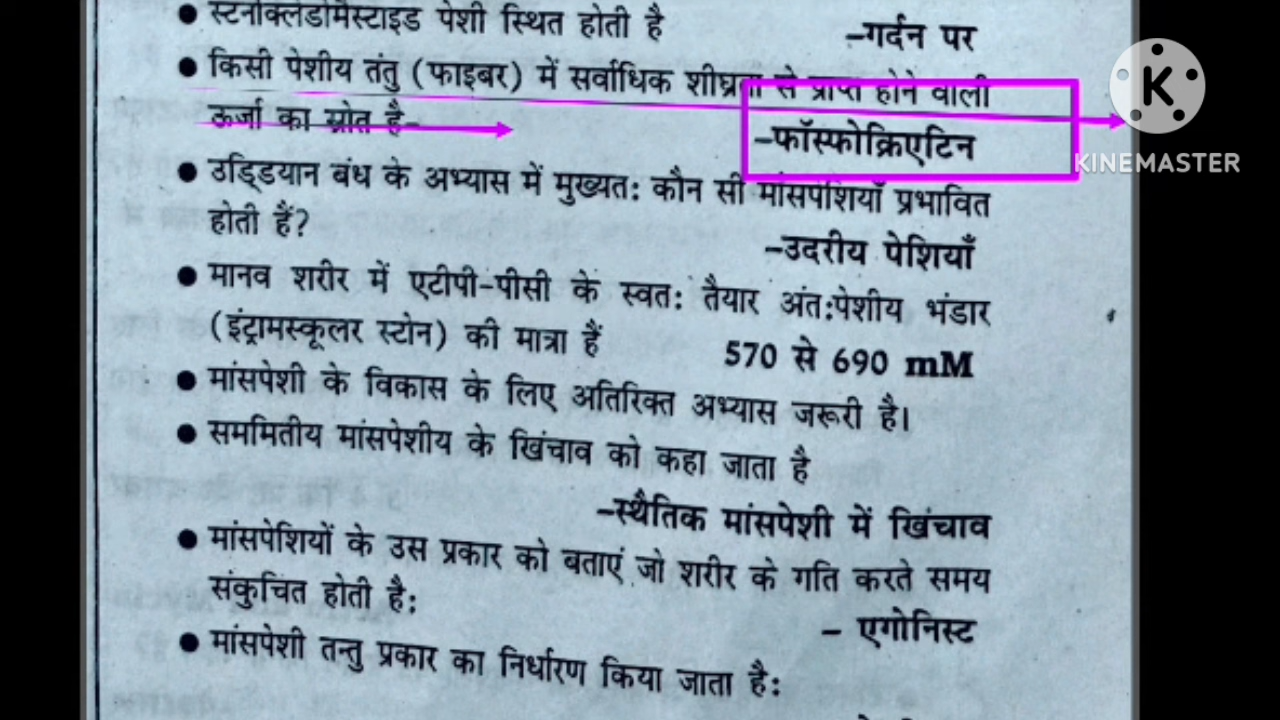 ● स्टर्नोक्लेडोमैस्टाइड पेशी स्थित होती है
–गर्दन पर
● किसी पेशीय तंतु (फाइबर) में सर्वाधिक शीघ्रता से प्राप्त होने वाली
ऊर्जा का स्रोत है–
–फॉस्फोक्रिएटिन
● उड्डियान बंध के अभ्यास में मुख्यतः कौन सी मांसपेशियाँ प्रभावित
होती हैं?
–उदरीय पेशियाँ
● मानव शरीर में एटीपी-पीसी के स्वतः तैयार अंतःपेशीय भंडार
(इंट्रामस्कूलर स्टोन) की मात्रा हैं
570 से 690 mM
● मांसपेशी के विकास के लिए अतिरिक्त अभ्यास जरूरी है।
● सममितीय मांसपेशीय के खिंचाव को कहा जाता है
–स्थैतिक मांसपेशी में खिंचाव
● मांसपेशियों के उस प्रकार को बताएं जो शरीर के गति करते समय
संकुचित होती है:
– एगोनिस्ट
● मांसपेशी तन्तु प्रकार का निर्धारण किया जाता है:
K
KINEMASTER